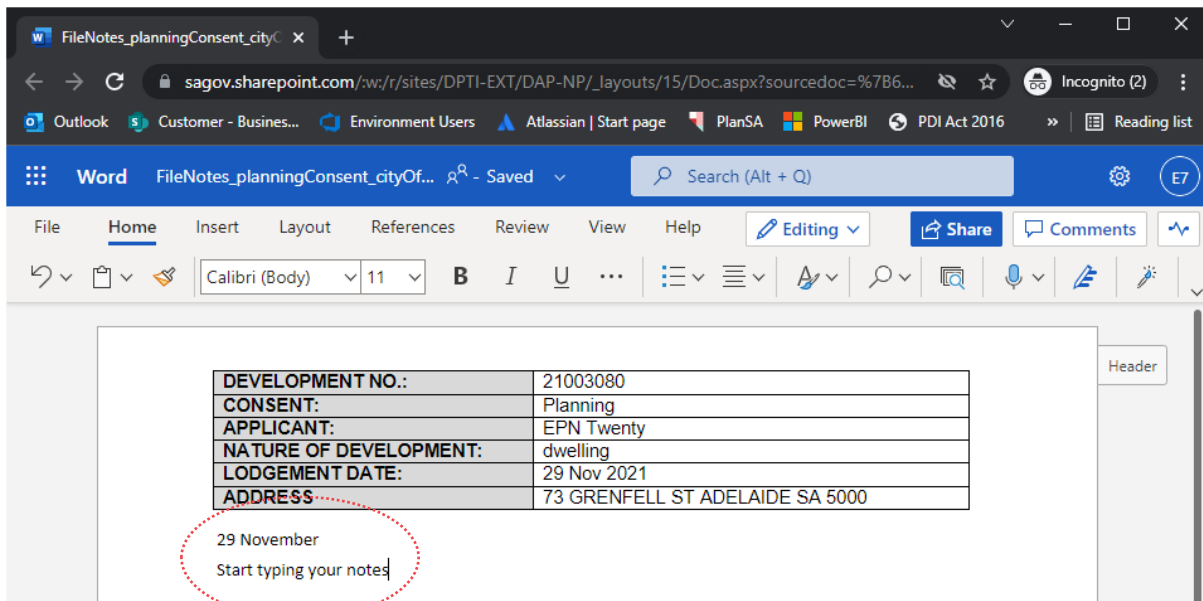 FileNotes_planningConsent_cityO
sagov.sharepoint.com/:w:/r/sites/DPTI-EXT/DAP-NP/_layouts/15/Doc.aspx?sourcedoc=%7B6... Incognito (2)
Outlook Customer - Busines... Environment Users Atlassian | Start page PlanSA PowerBI PDI Act 2016 » Reading list
Word FileNotes_planningConsent_cityOf... - Saved Search (Alt + Q) E7
File Home Insert Layout References Review View Help Editing Share Comments
Calibri (Body) 11 B I U ...
Header
DEVELOPMENT NO.: 21003080
CONSENT: Planning
APPLICANT: EPN Twenty
NATURE OF DEVELOPMENT: dwelling
LODGEMENT DATE: 29 Nov 2021
ADDRESS 73 GRENFELL ST ADELAIDE SA 5000
29 November
Start typing your notes